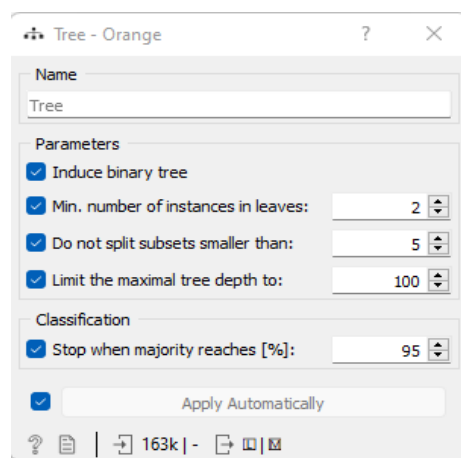 Tree - Orange ? ×
Name
Tree
Parameters
Induce binary tree
Min. number of instances in leaves: 2
Do not split subsets smaller than: 5
Limit the maximal tree depth to: 100
Classification
Stop when majority reaches [%]: 95
Apply Automatically
? 163k | - L | M